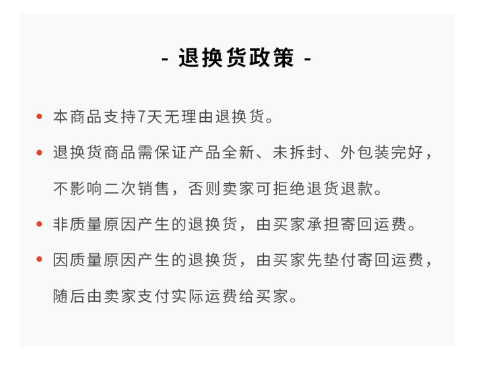 - 退换货政策 -
本商品支持7天无理由退换货。
退换货商品需保证产品全新、未拆封、外包装完好，
不影响二次销售，否则卖家可拒绝退货退款。
非质量原因产生的退换货，由买家承担寄回运费。
因质量原因产生的退换货，由买家先垫付寄回运费，
随后由卖家支付实际运费给买家。